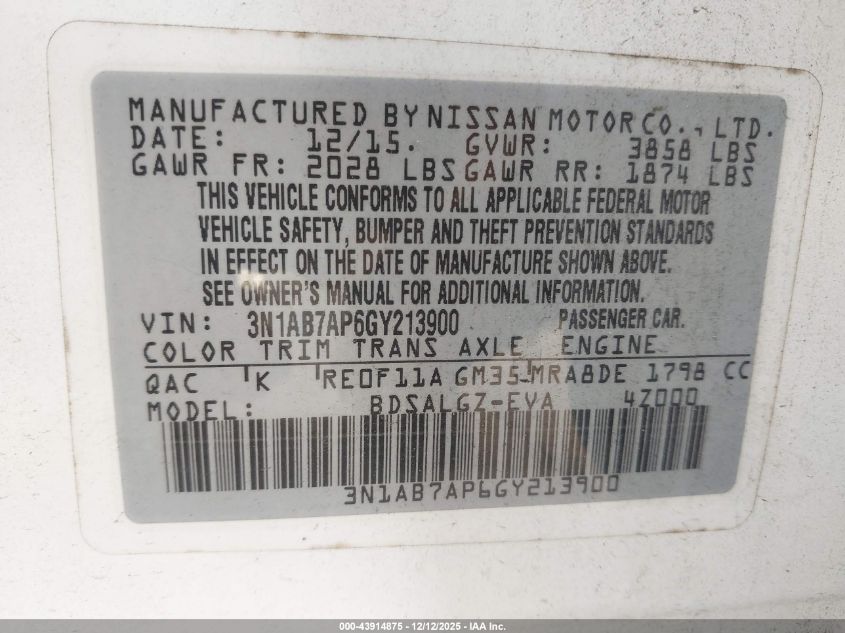 MANUFACTURED BY NISSAN MOTOR CO., LTD.
DATE: 12/15. GVWR: 3858 LBS
GAWR FR: 2028 LBS GAWR RR: 1874 LBS
THIS VEHICLE CONFORMS TO ALL APPLICABLE FEDERAL MOTOR
VEHICLE SAFETY, BUMPER AND THEFT PREVENTION STANDARDS
IN EFFECT ON THE DATE OF MANUFACTURE SHOWN ABOVE.
SEE OWNER'S MANUAL FOR ADDITIONAL INFORMATION.
VIN: 3N1AB7AP6GY213900 PASSENGER CAR.
COLOR TRIM TRANS AXLE ENGINE
QAC K RE0F11A GM35 MRA8DE 1798 CC
MODEL: BDSALGZ-EVA 4Z000
3N1AB7AP6GY213900
000-43914875 - 12/12/2025 - IAA Inc.